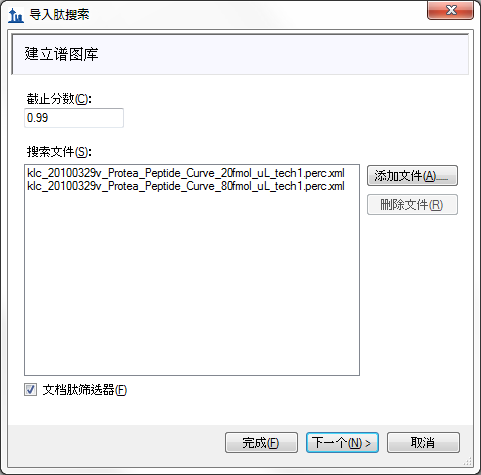 导入肽搜索
建立谱图库
截止分数(C):
0.99
搜索文件(S):
klc_20100329v_Protea_Peptide_Curve_20fmol_uL_tech1.perc.xml
klc_20100329v_Protea_Peptide_Curve_80fmol_uL_tech1.perc.xml
添加文件(A)...
删除文件(R)
文档肽筛选器(F)
完成(F)
下一个(N) >
取消